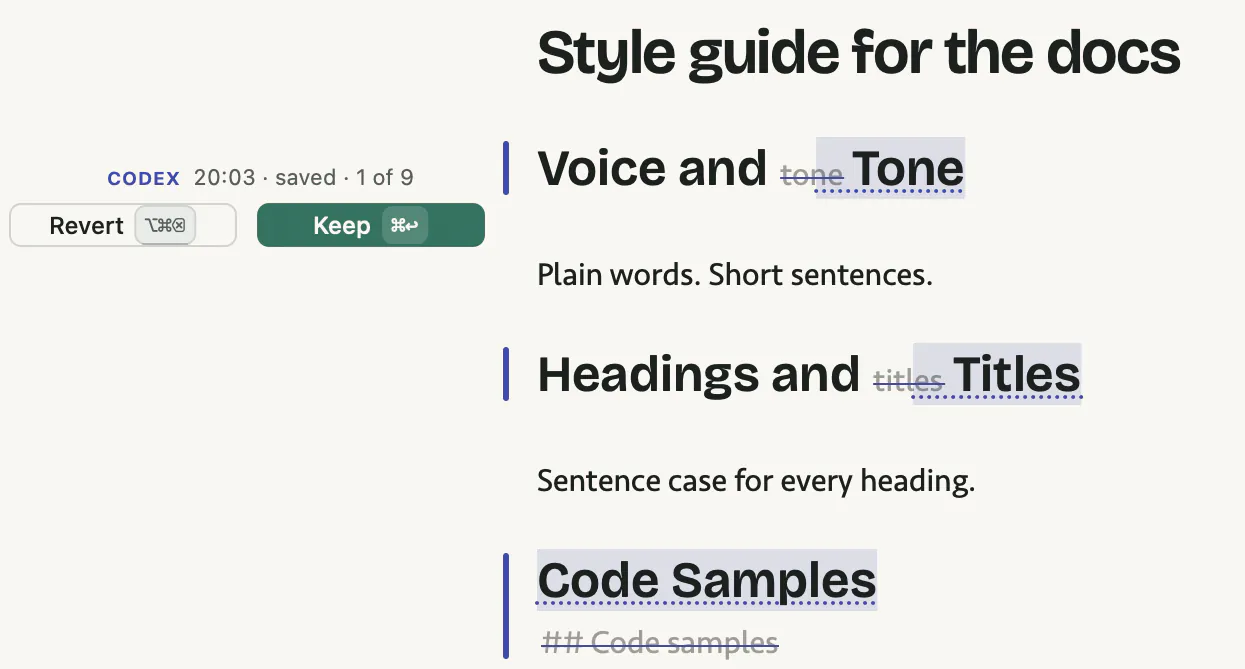 Style guide for the docs
Voice and tone Tone
CODEX 20:03 · saved · 1 of 9
Revert ⌥⌘⌫ Keep ⌘↩
Plain words. Short sentences.
Headings and titles Titles
Sentence case for every heading.
Code Samples
## Code samples